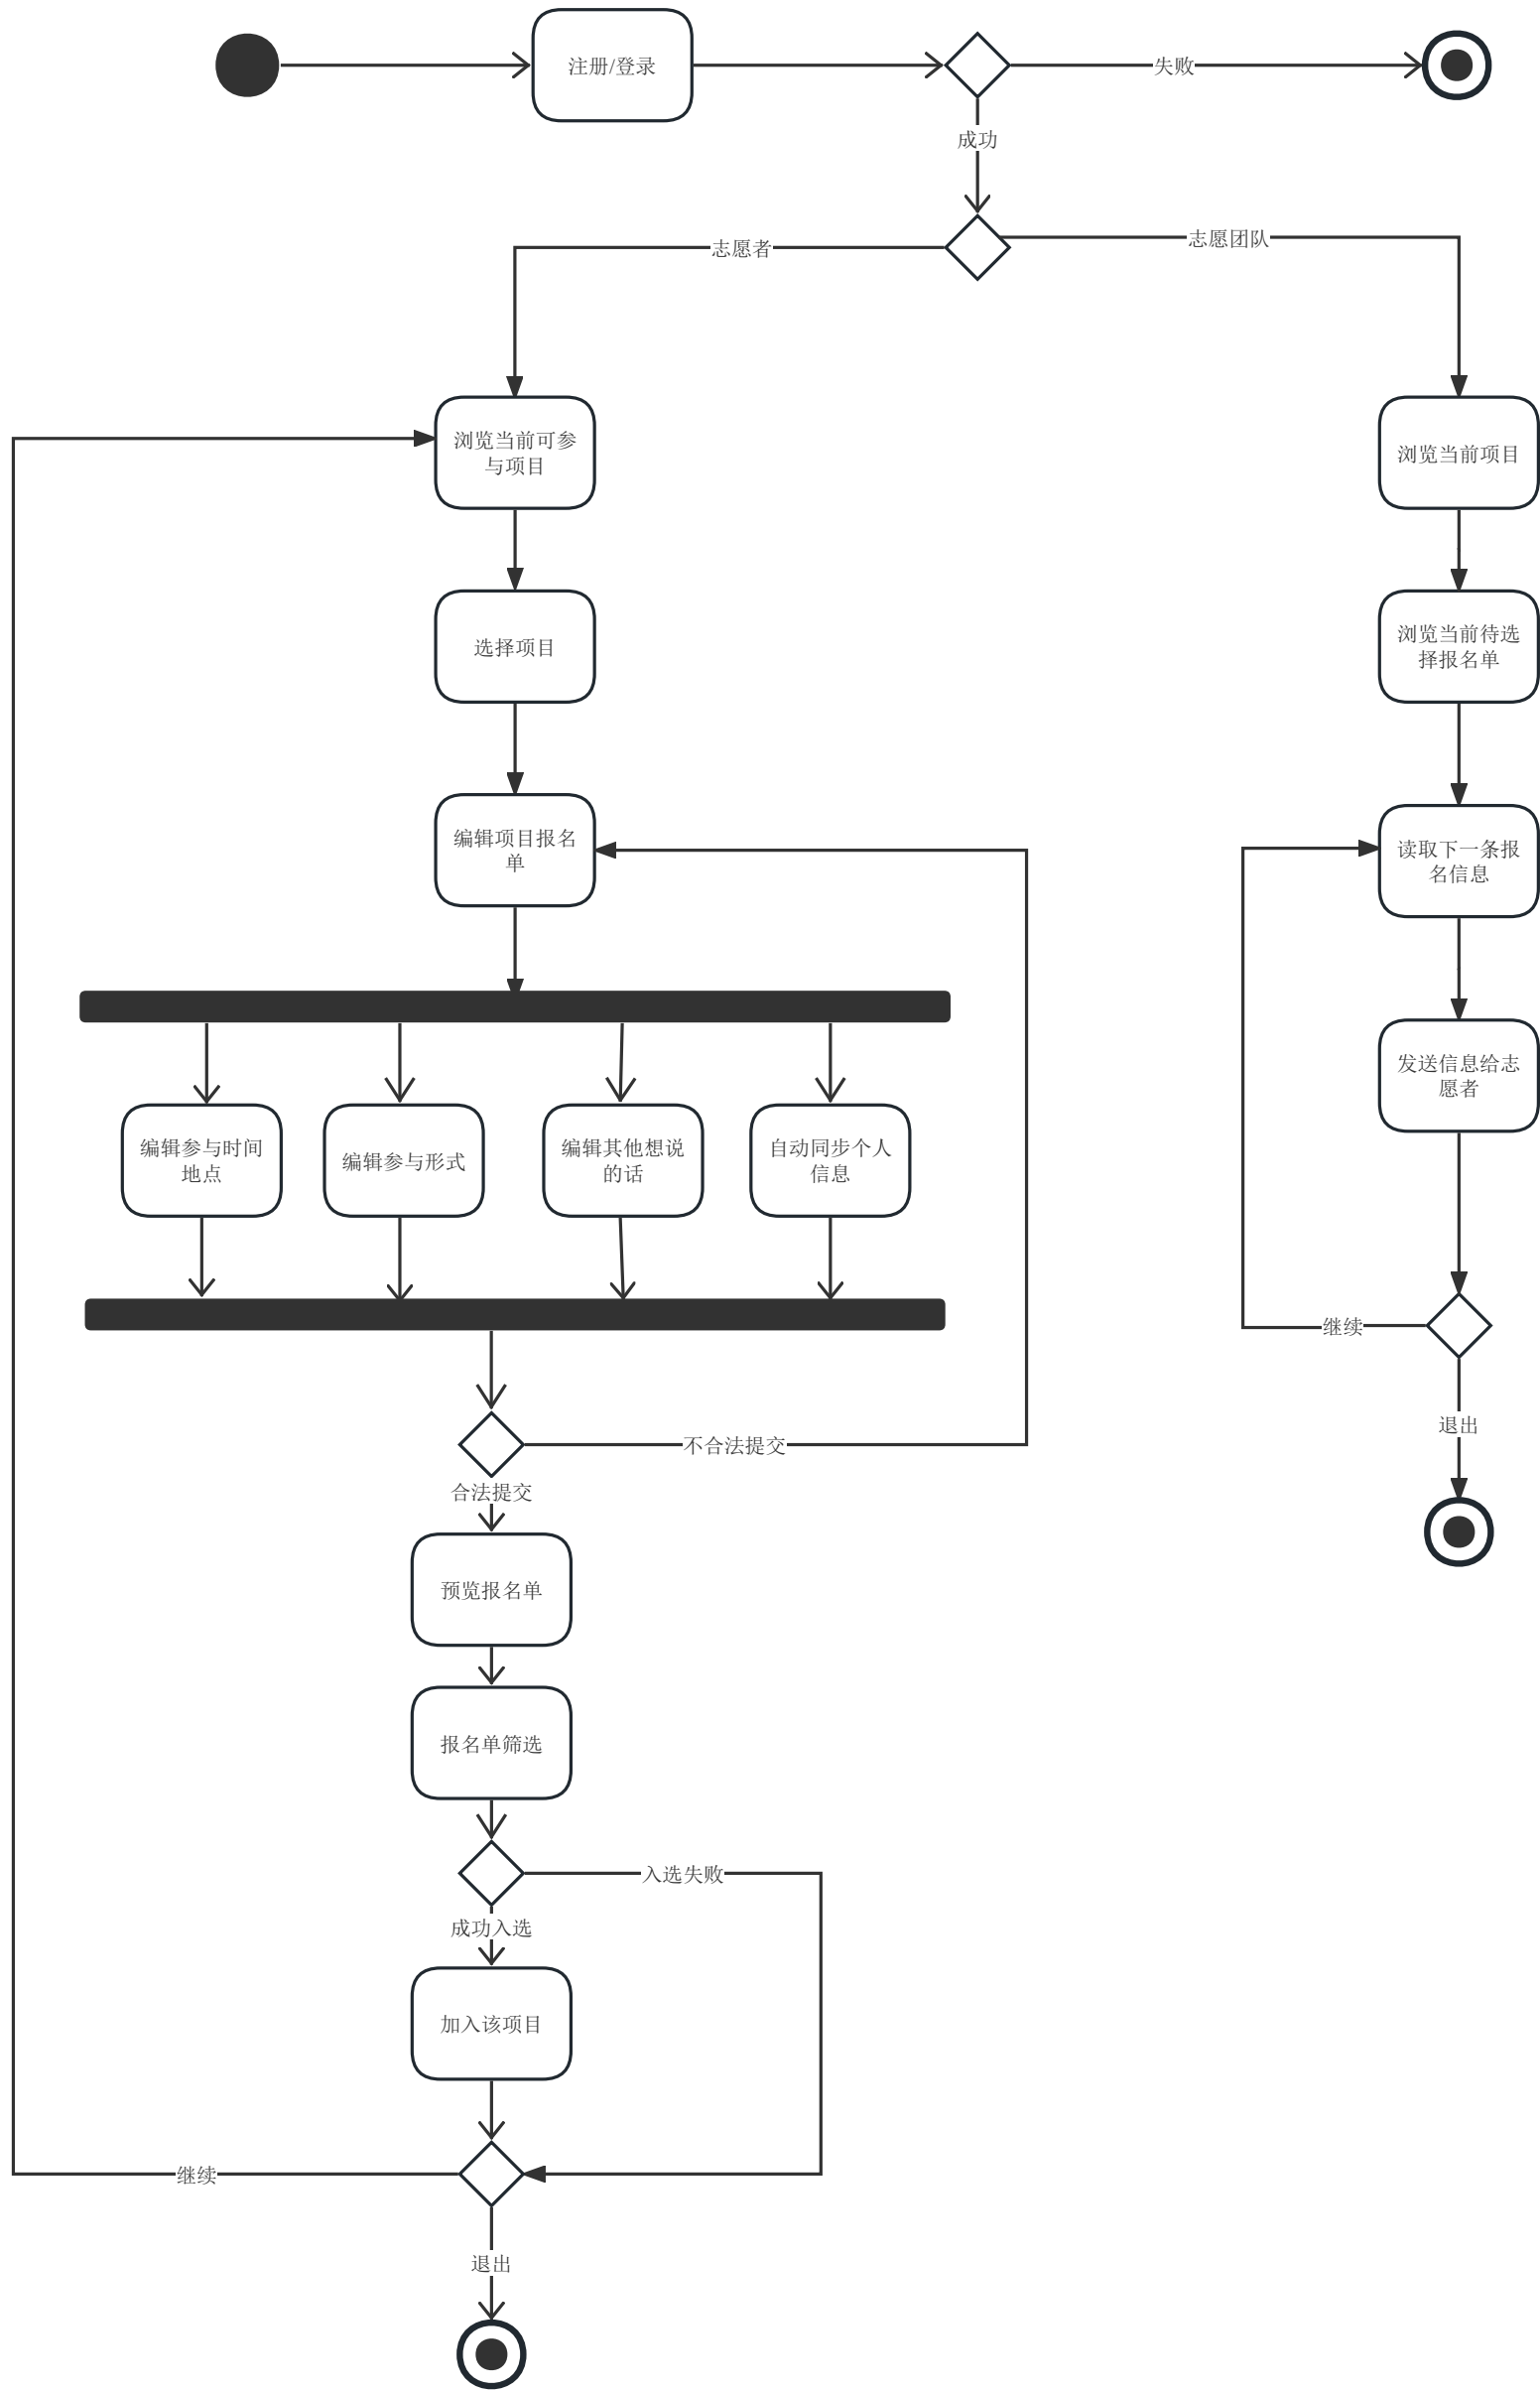 注册/登录
失败
成功
志愿者
志愿团队
浏览当前可参
与项目
浏览当前项目
选择项目
浏览当前待选
择报名单
编辑项目报名
单
读取下一条报
名信息
发送信息给志
愿者
编辑参与时间
地点
编辑参与形式
编辑其他想说
的话
自动同步个人
信息
继续
退出
不合法提交
合法提交
预览报名单
报名单筛选
入选失败
成功入选
加入该项目
继续
退出